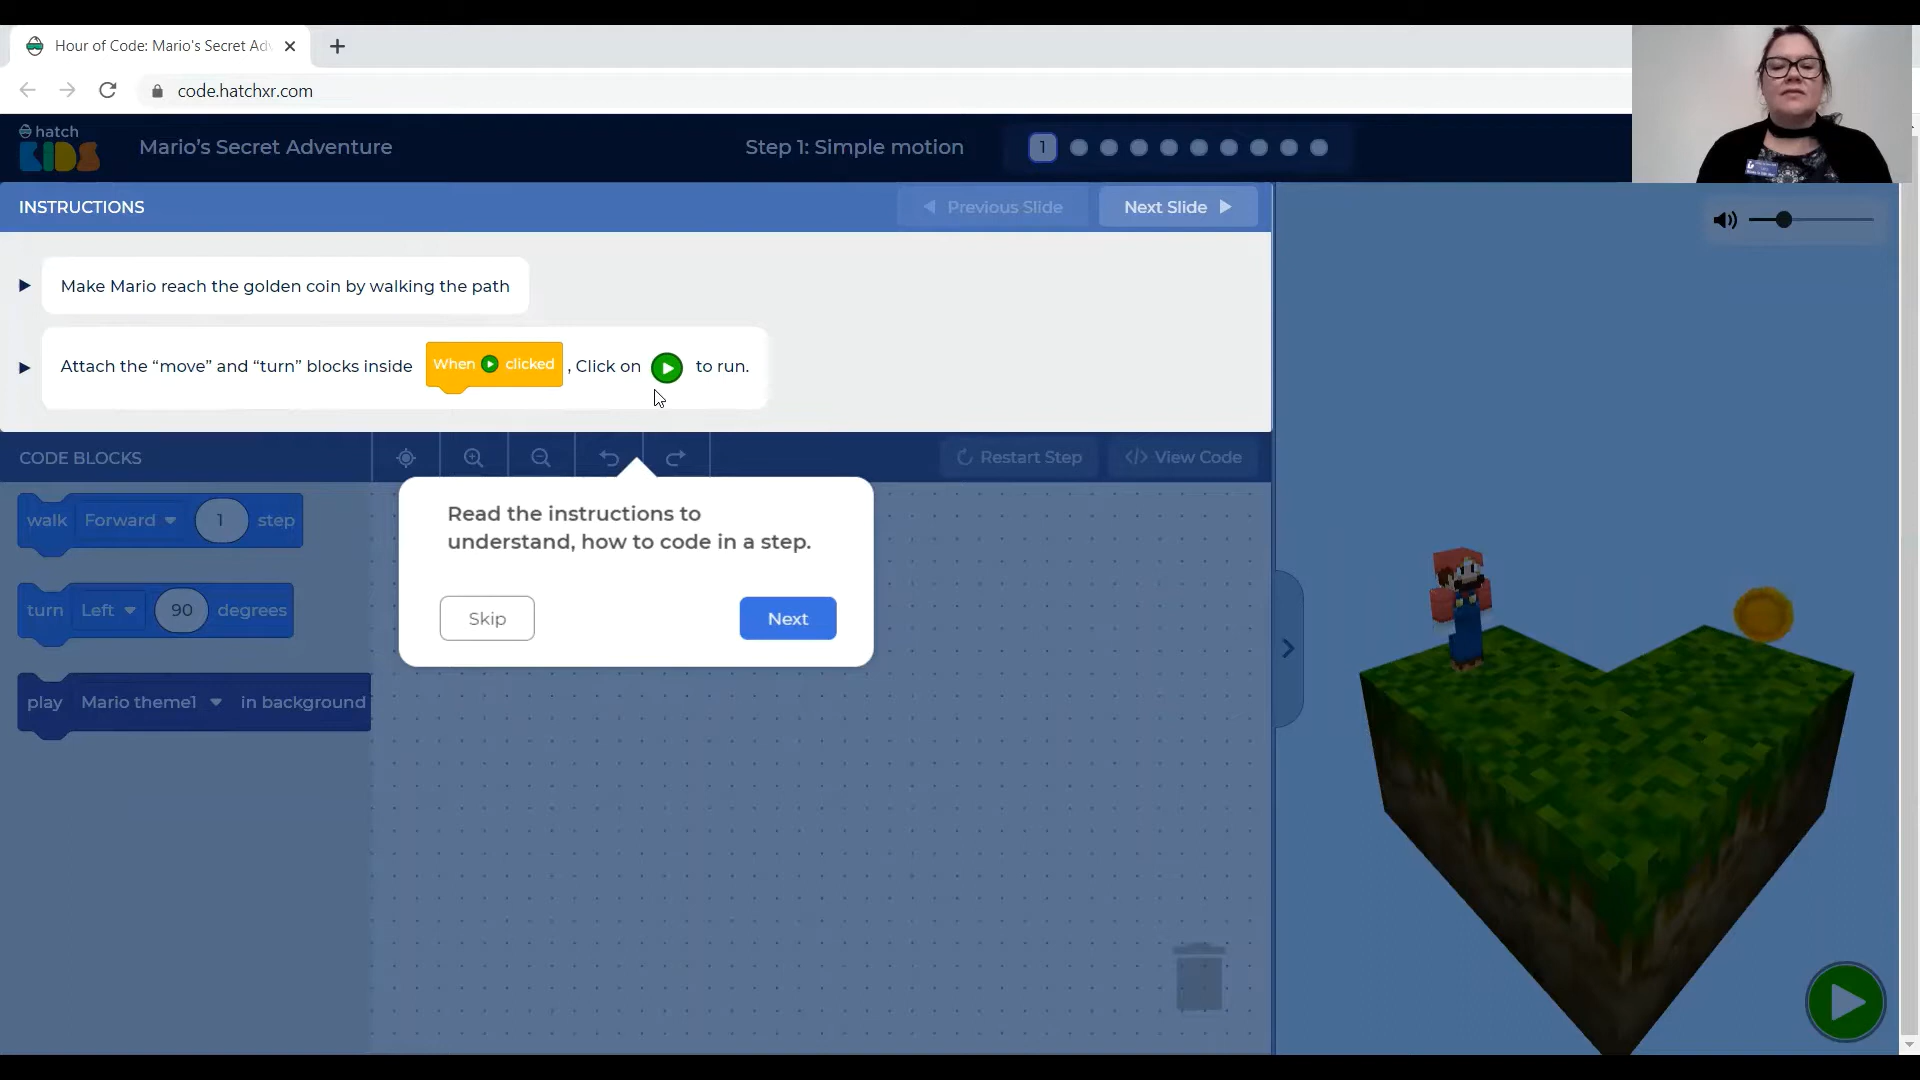 Hour of Code: Mario's Secret Adv
code.hatchxr.com
hatch
KIDS
Mario's Secret Adventure
Step 1: Simple motion
1
INSTRUCTIONS
Previous Slide
Next Slide
Make Mario reach the golden coin by walking the path
Attach the “move” and “turn” blocks inside When clicked , Click on to run.
CODE BLOCKS
Restart Step
</> View Code
walk Forward 1 step
turn Left 90 degrees
play Mario theme1 in background
Read the instructions to
understand, how to code in a step.
Skip
Next